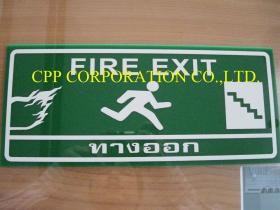 FIRE EXIT
CPP CORPORATION CO.,LTD.
ทางออก